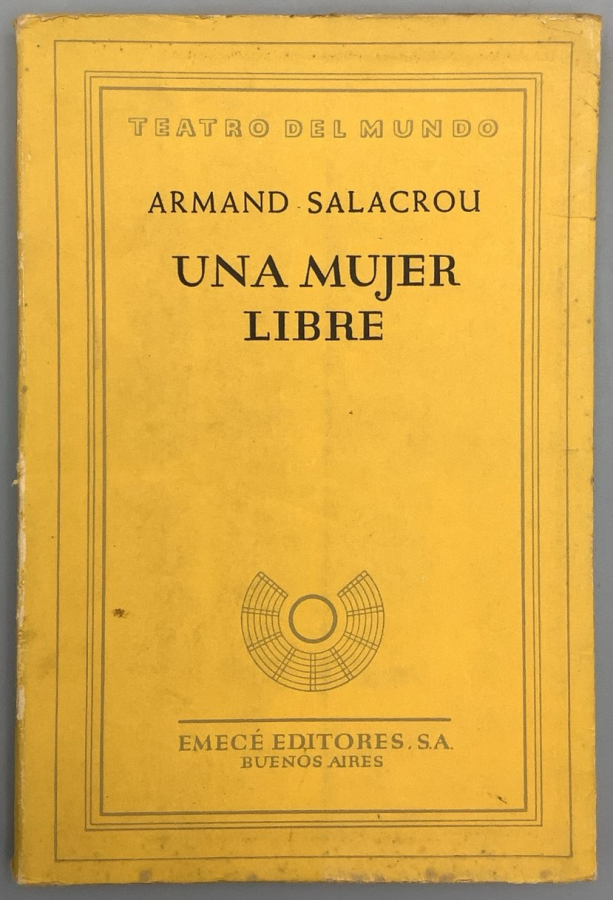 TEATRO DEL MUNDO
ARMAND SALACROU
UNA MUJER
LIBRE
EMECÉ EDITORES, S.A.
BUENOS AIRES